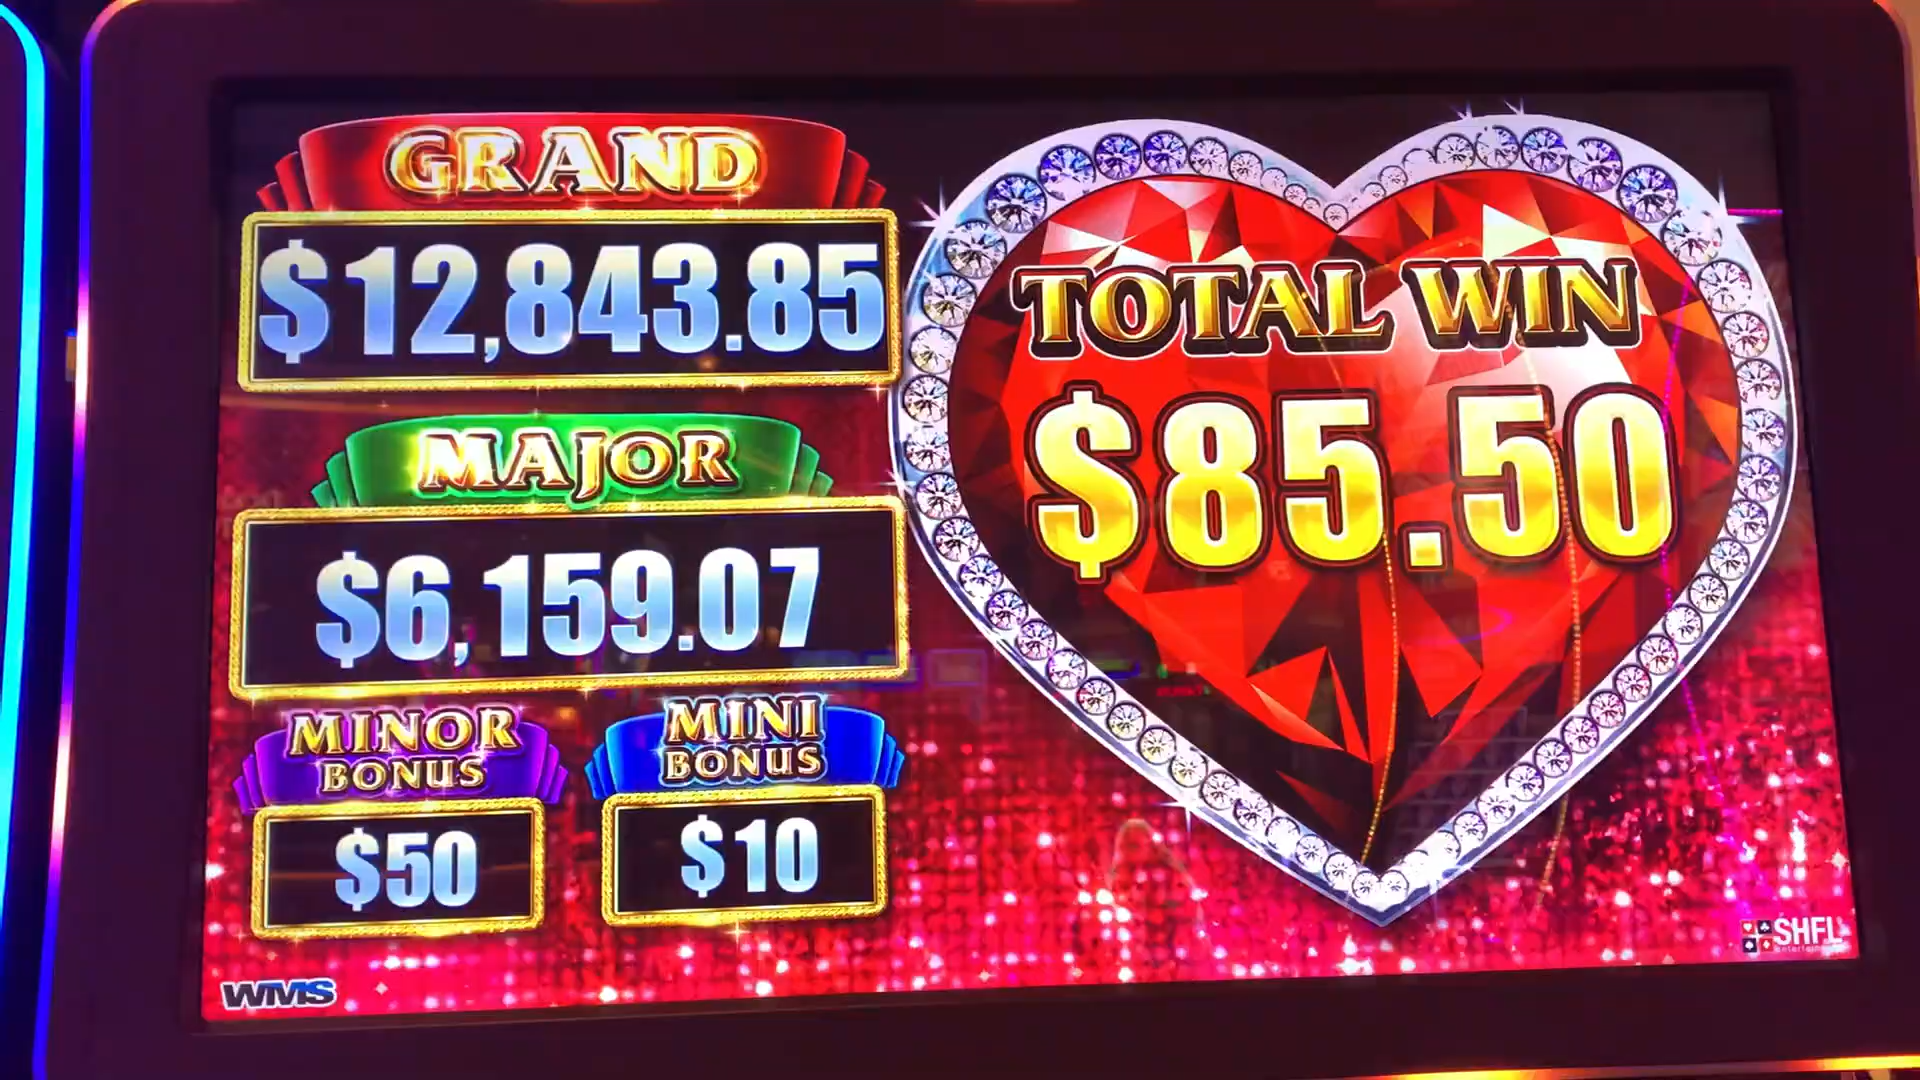 GRAND
$12,843.85
MAJOR
$6,159.07
MINOR
BONUS
$50
MINI
BONUS
$10
TOTAL WIN
$85.50
WMS
SHFL